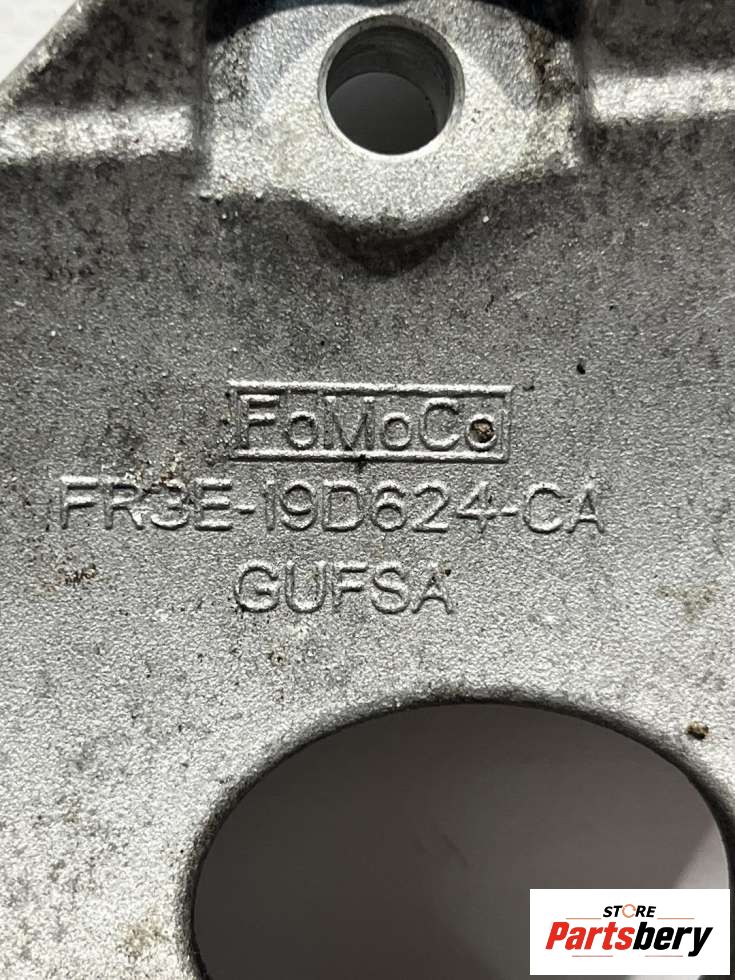 FoMoCo
FR3E-19D624-CA
GUFSA
STORE
Partsbery